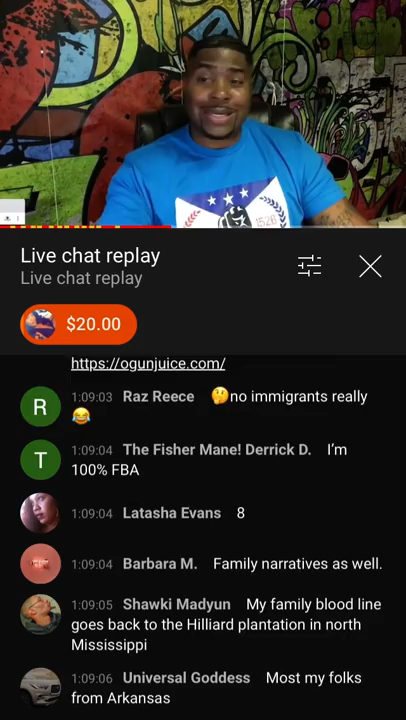 1526
Live chat replay
Live chat replay
$20.00
https://ogunjuice.com/
R
1:09:03 Raz Reece 🤔no immigrants really
😂
T
1:09:04 The Fisher Mane! Derrick D. I'm
100% FBA
1:09:04 Latasha Evans 8
1:09:04 Barbara M. Family narratives as well.
1:09:05 Shawki Madyun My family blood line
goes back to the Hilliard plantation in north
Mississippi
1:09:06 Universal Goddess Most my folks
from Arkansas